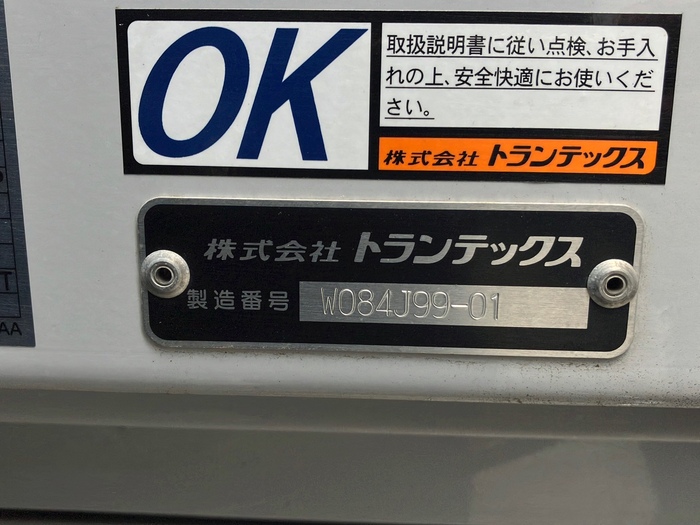 OK
取扱説明書に従い点検、お手入
れの上、安全快適にお使いくだ
さい。
株式会社 トランテックス
株式会社 トランテックス
製造番号 W084J99-01
T
AA